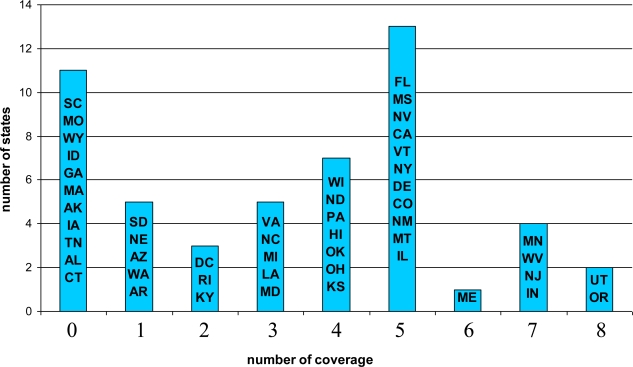 14
12
10
8
6
4
2
0
number of states
SC
MO
WY
ID
GA
MA
AK
IA
TN
AL
CT
SD
NE
AZ
WA
AR
DC
RI
KY
VA
NC
MI
LA
MD
WI
ND
PA
HI
OK
OH
KS
FL
MS
NV
CA
VT
NY
DE
CO
NM
MT
IL
ME
MN
WV
NJ
IN
UT
OR
0 1 2 3 4 5 6 7 8
number of coverage